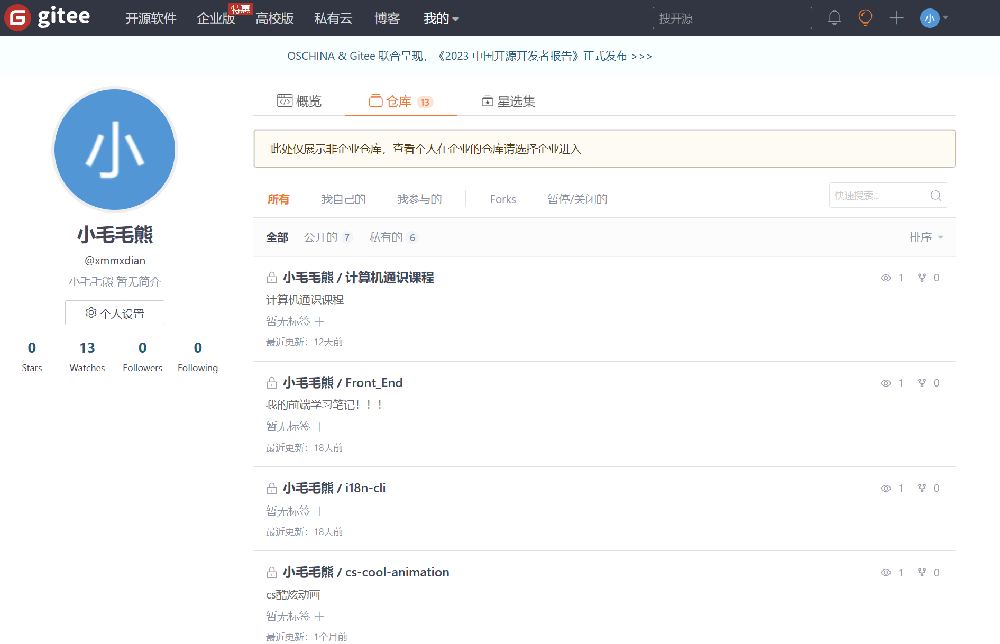 gitee 开源软件 企业版 特惠 高校版 私有云 博客 我的 搜开源 小
OSCHINA & Gitee 联合呈现，《2023 中国开源开发者报告》正式发布 >>>
小
小毛毛熊
@xmmxdian
小毛毛熊 暂无简介
个人设置
0 13 0 0
Stars Watches Followers Following
概览 仓库 13 星选集
此处仅展示非企业仓库，查看个人在企业的仓库请选择企业进入
所有 我自己的 我参与的 Forks 暂停/关闭的 快速搜索...
全部 公开的 7 私有的 6 排序
小毛毛熊 / 计算机通识课程 1 0
计算机通识课程
暂无标签
最近更新：12天前
小毛毛熊 / Front_End 1 0
我的前端学习笔记！！！
暂无标签
最近更新：18天前
小毛毛熊 / i18n-cli 1 0
暂无标签
最近更新：18天前
小毛毛熊 / cs-cool-animation 1 0
cs酷炫动画
暂无标签
最近更新：1个月前